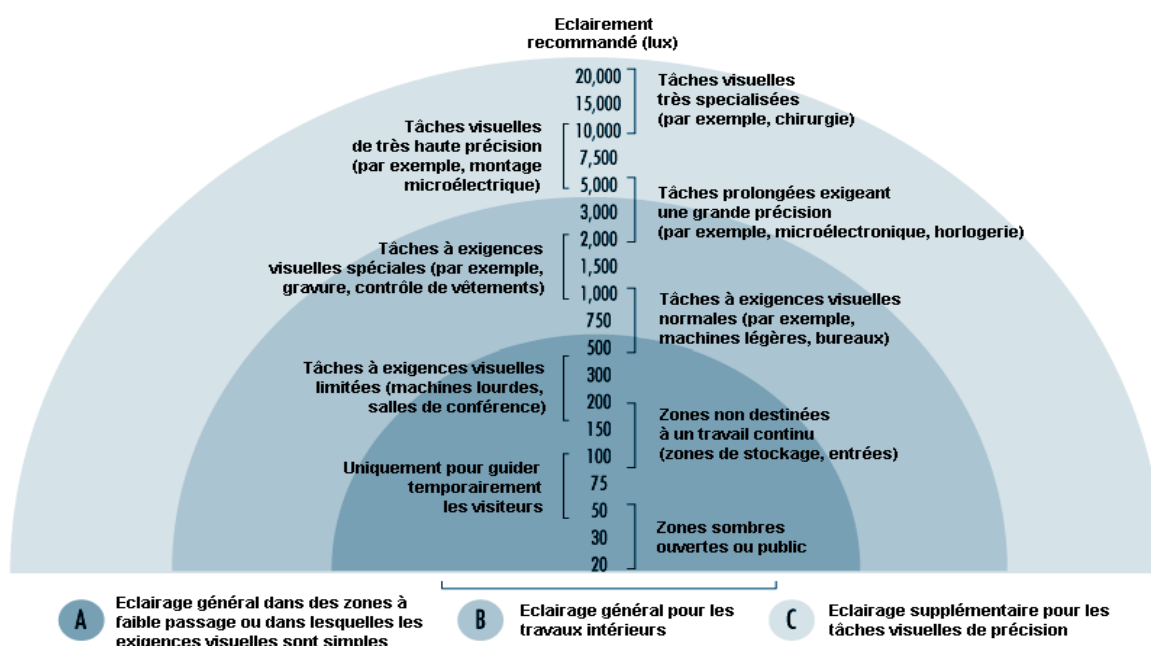 Eclairement
recommandé (lux)
20,000
15,000
10,000
7,500
5,000
3,000
2,000
1,500
1,000
750
500
300
200
150
100
75
50
30
20
Tâches visuelles
très specialisées
(par exemple, chirurgie)
Tâches visuelles
de très haute précision
(par exemple, montage
microélectrique)
Tâches prolongées exigeant
une grande précision
(par exemple, microélectronique, horlogerie)
Tâches à exigences
visuelles spéciales (par exemple,
gravure, contrôle de vêtements)
Tâches à exigences visuelles
normales (par exemple,
machines légères, bureaux)
Tâches à exigences visuelles
limitées (machines lourdes,
salles de conférence)
Zones non destinées
à un travail continu
(zones de stockage, entrées)
Uniquement pour guider
temporairement
les visiteurs
Zones sombres
ouvertes ou public
A
Eclairage général dans des zones à
faible passage ou dans lesquelles les
exigences visuelles sont simples
B
Eclairage général pour les
travaux intérieurs
C
Eclairage supplémentaire pour les
tâches visuelles de précision